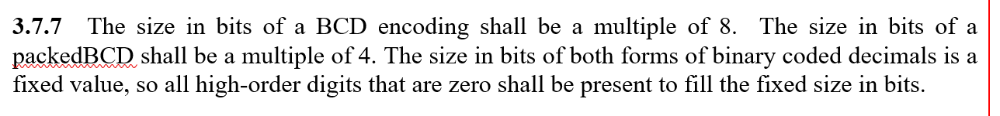 3.7.7 The size in bits of a BCD encoding shall be a multiple of 8. The size in bits of a
packedBCD shall be a multiple of 4. The size in bits of both forms of binary coded decimals is a
fixed value, so all high-order digits that are zero shall be present to fill the fixed size in bits.